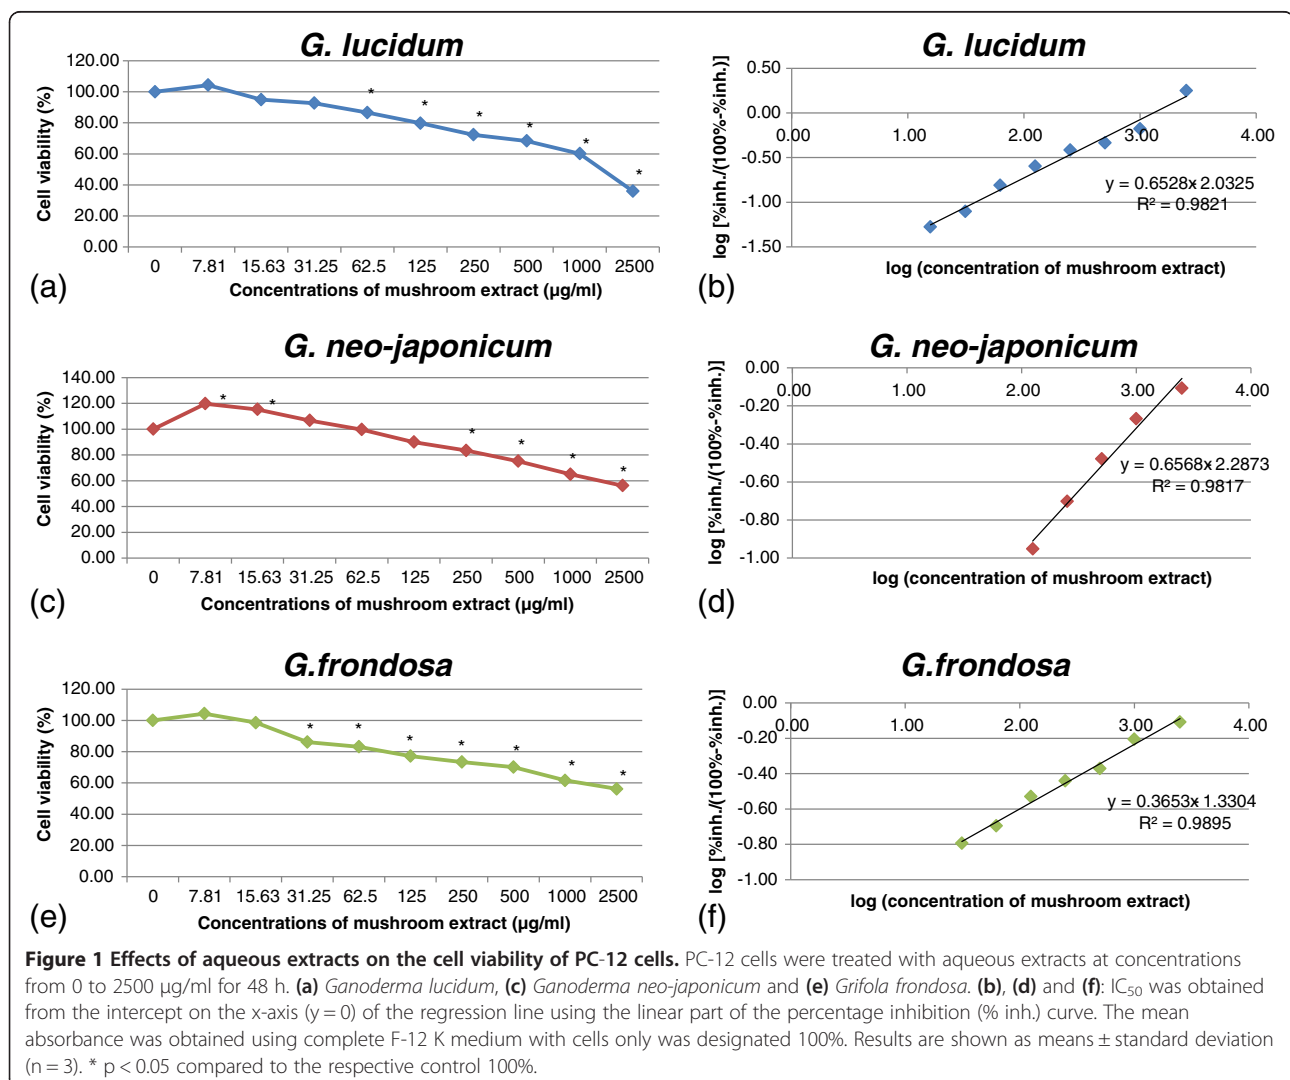 G. lucidum
120.00
100.00
80.00
60.00
40.00
20.00
0.00
Cell viability (%)
* * * * * *
0 7.81 15.63 31.25 62.5 125 250 500 1000 2500
Concentrations of mushroom extract (µg/ml)
(a)
G. lucidum
0.50
0.00
-0.50
-1.00
-1.50
0.00 1.00 2.00 3.00 4.00
log [%inh./(100%-%inh.)]
y = 0.6528x- 2.0325
R² = 0.9821
log (concentration of mushroom extract)
(b)
G. neo-japonicum
140.00
120.00
100.00
80.00
60.00
40.00
20.00
0.00
Cell viability (%)
* * * * * *
0 7.81 15.63 31.25 62.5 125 250 500 1000 2500
Concentrations of mushroom extract (µg/ml)
(c)
G. neo-japonicum
0.00
-0.20
-0.40
-0.60
-0.80
-1.00
0.00 1.00 2.00 3.00 4.00
log [%inh./(100%-%inh.)]
y = 0.6568x- 2.2873
R² = 0.9817
log (concentration of mushroom extract)
(d)
G.frondosa
120.00
100.00
80.00
60.00
40.00
20.00
0.00
Cell viability (%)
* * * * * * *
0 7.81 15.63 31.25 62.5 125 250 500 1000 2500
Concentrations of mushroom extract (µg/ml)
(e)
G.frondosa
0.00
-0.20
-0.40
-0.60
-0.80
-1.00
0.00 1.00 2.00 3.00 4.00
log [%inh./(100%-%inh.)]
y = 0.3653x- 1.3304
R² = 0.9895
log (concentration of mushroom extract)
(f)
Figure 1 Effects of aqueous extracts on the cell viability of PC-12 cells. PC-12 cells were treated with aqueous extracts at concentrations
from 0 to 2500 µg/ml for 48 h. (a) Ganoderma lucidum, (c) Ganoderma neo-japonicum and (e) Grifola frondosa. (b), (d) and (f): IC50 was obtained
from the intercept on the x-axis (y = 0) of the regression line using the linear part of the percentage inhibition (% inh.) curve. The mean
absorbance was obtained using complete F-12 K medium with cells only was designated 100%. Results are shown as means ± standard deviation
(n = 3). * p < 0.05 compared to the respective control 100%.